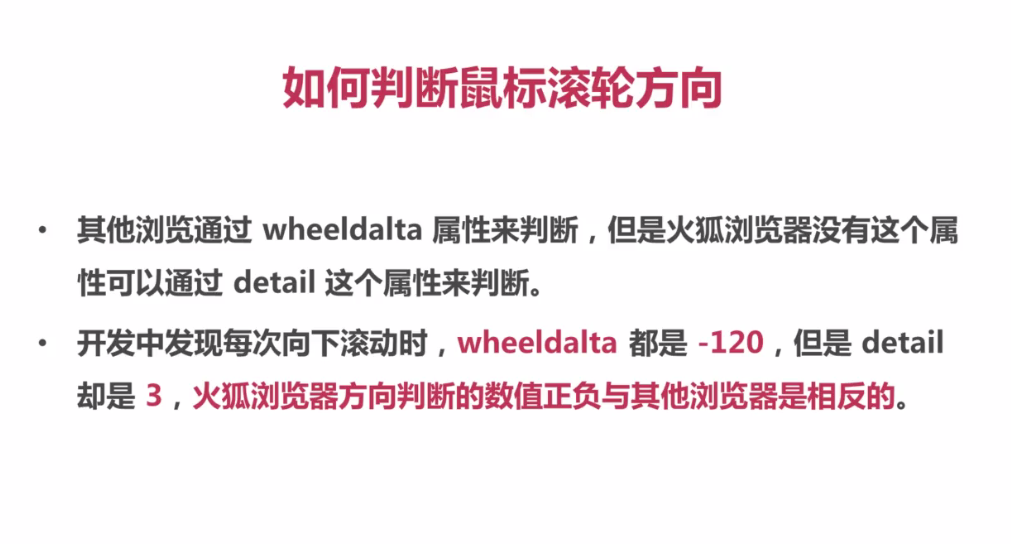 如何判断鼠标滚轮方向
• 其他浏览通过 wheeldalta 属性来判断，但是火狐浏览器没有这个属
性可以通过 detail 这个属性来判断。
• 开发中发现每次向下滚动时，wheeldalta 都是 -120，但是 detail
却是 3，火狐浏览器方向判断的数值正负与其他浏览器是相反的。